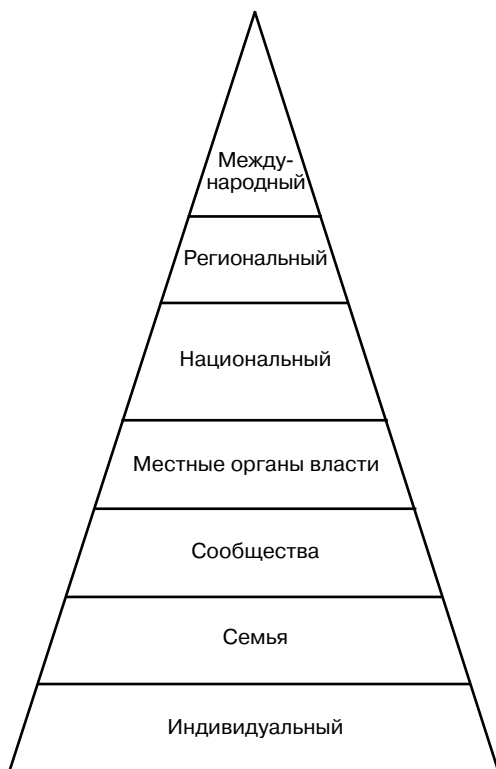 Между-
народный
Региональный
Национальный
Местные органы власти
Сообщества
Семья
Индивидуальный